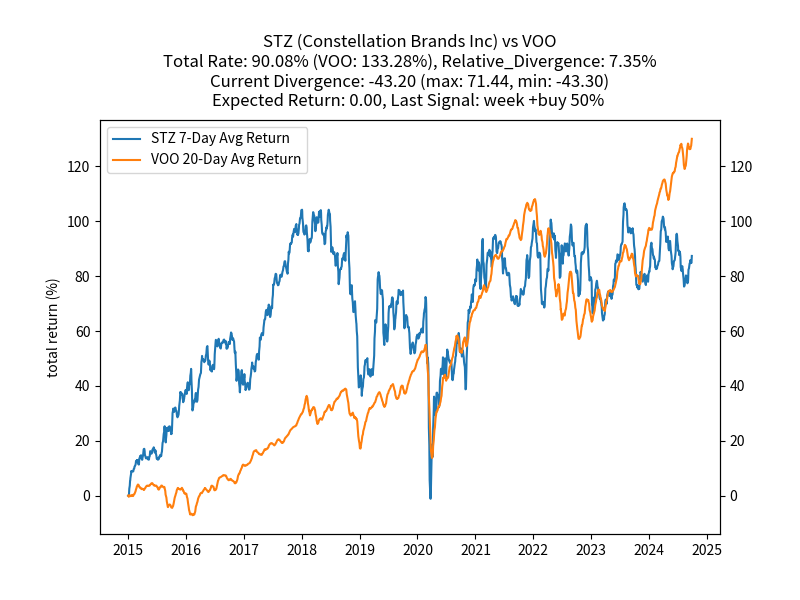 STZ (Constellation Brands Inc) vs VOO
Total Rate: 90.08% (VOO: 133.28%), Relative_Divergence: 7.35%
Current Divergence: -43.20 (max: 71.44, min: -43.30)
Expected Return: 0.00, Last Signal: week +buy 50%
STZ 7-Day Avg Return
VOO 20-Day Avg Return
total return (%)
120 120
100 100
80 80
60 60
40 40
20 20
0 0
2015 2016 2017 2018 2019 2020 2021 2022 2023 2024 2025